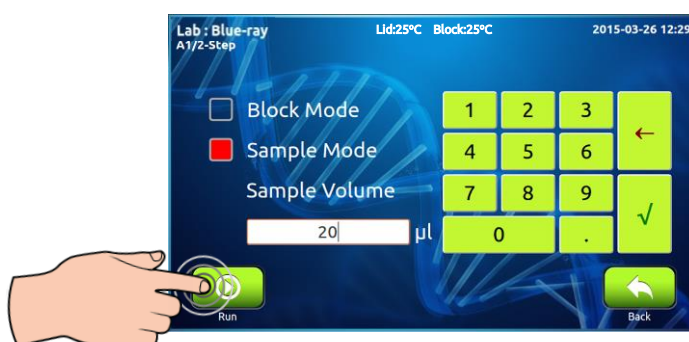 Lab : Blue-ray Lid:25°C Block:25°C 2015-03-26 12:29
A1/2-Step
Block Mode
Sample Mode
Sample Volume
20 µl
1 2 3 ←
4 5 6
7 8 9 √
0 .
Run Back